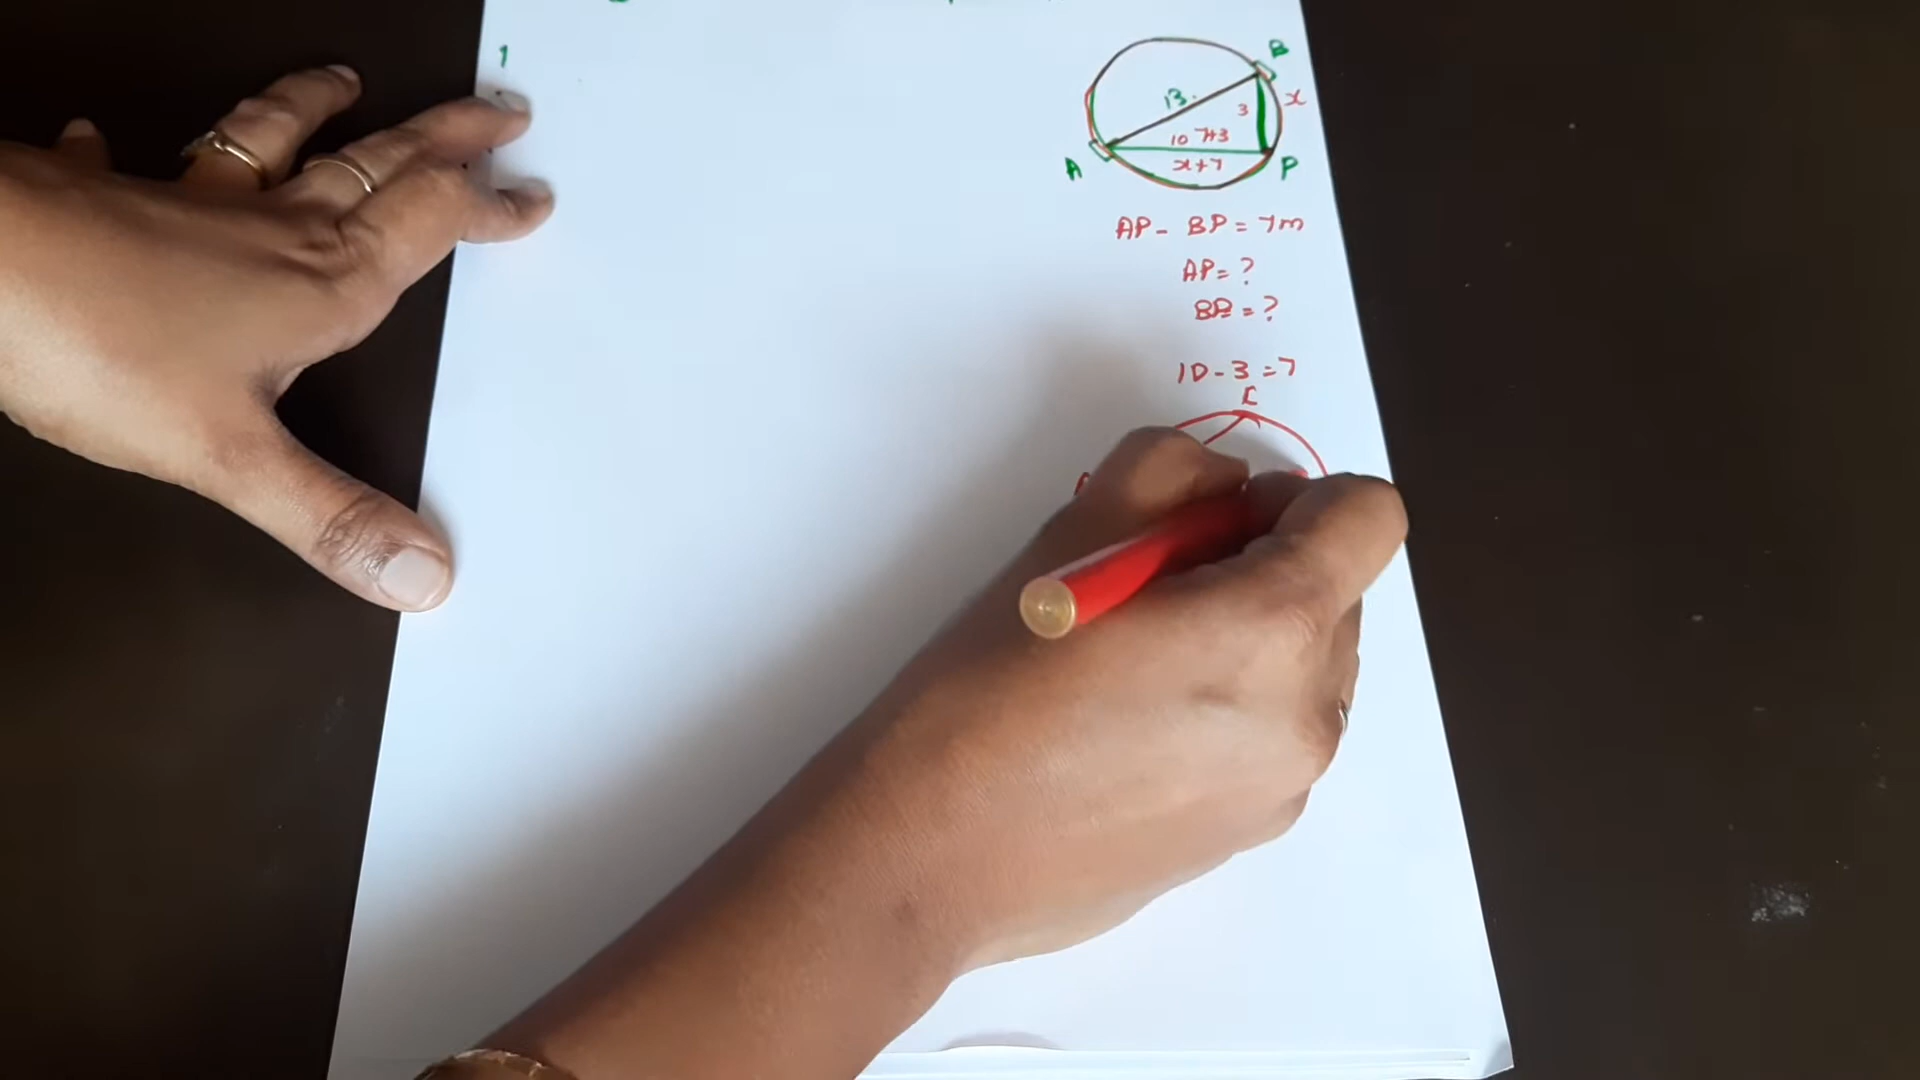 1
B
13.
3
x
10 7+3
x+7
A
P
AP - BP = 7m
AP = ?
BP = ?
10 - 3 = 7
C